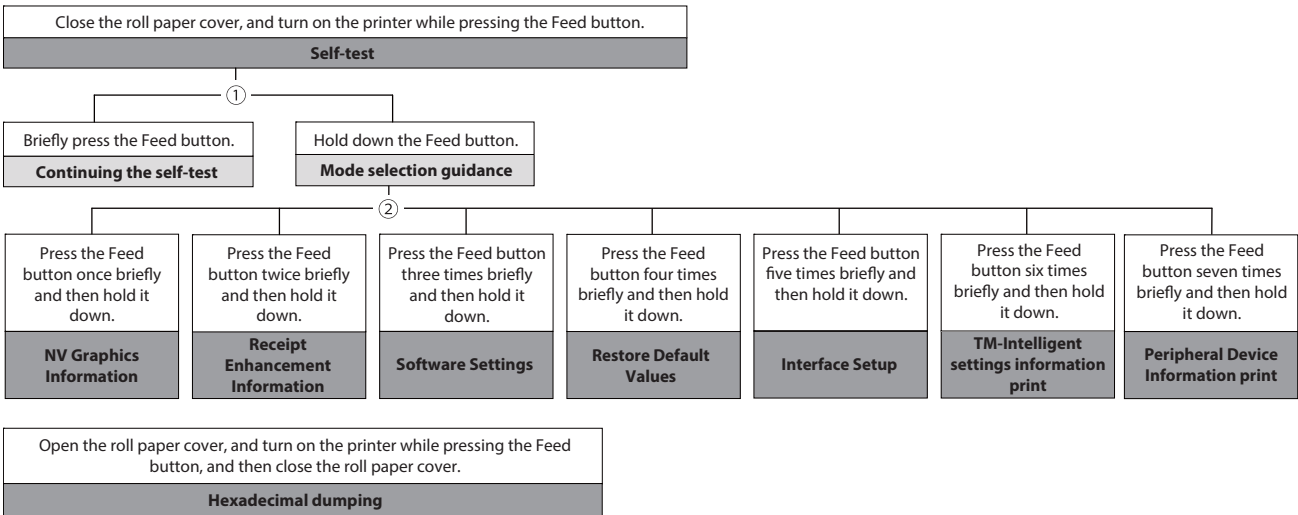 Close the roll paper cover, and turn on the printer while pressing the Feed button.
Self-test
①
Briefly press the Feed button.
Continuing the self-test
Hold down the Feed button.
Mode selection guidance
②
Press the Feed
button once briefly
and then hold it
down.
NV Graphics
Information
Press the Feed
button twice briefly
and then hold it
down.
Receipt
Enhancement
Information
Press the Feed button
three times briefly
and then hold it
down.
Software Settings
Press the Feed
button four times
briefly and then hold
it down.
Restore Default
Values
Press the Feed button
five times briefly and
then hold it down.
Interface Setup
Press the Feed
button six times
briefly and then hold
it down.
TM-Intelligent
settings information
print
Press the Feed
button seven times
briefly and then hold
it down.
Peripheral Device
Information print
Open the roll paper cover, and turn on the printer while pressing the Feed
button, and then close the roll paper cover.
Hexadecimal dumping